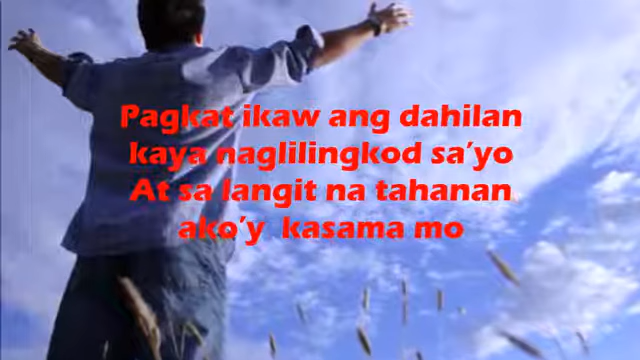 Pagkat ikaw ang dahilan
kaya naglilingkod sa'yo
At sa langit na tahanan
ako'y kasama mo